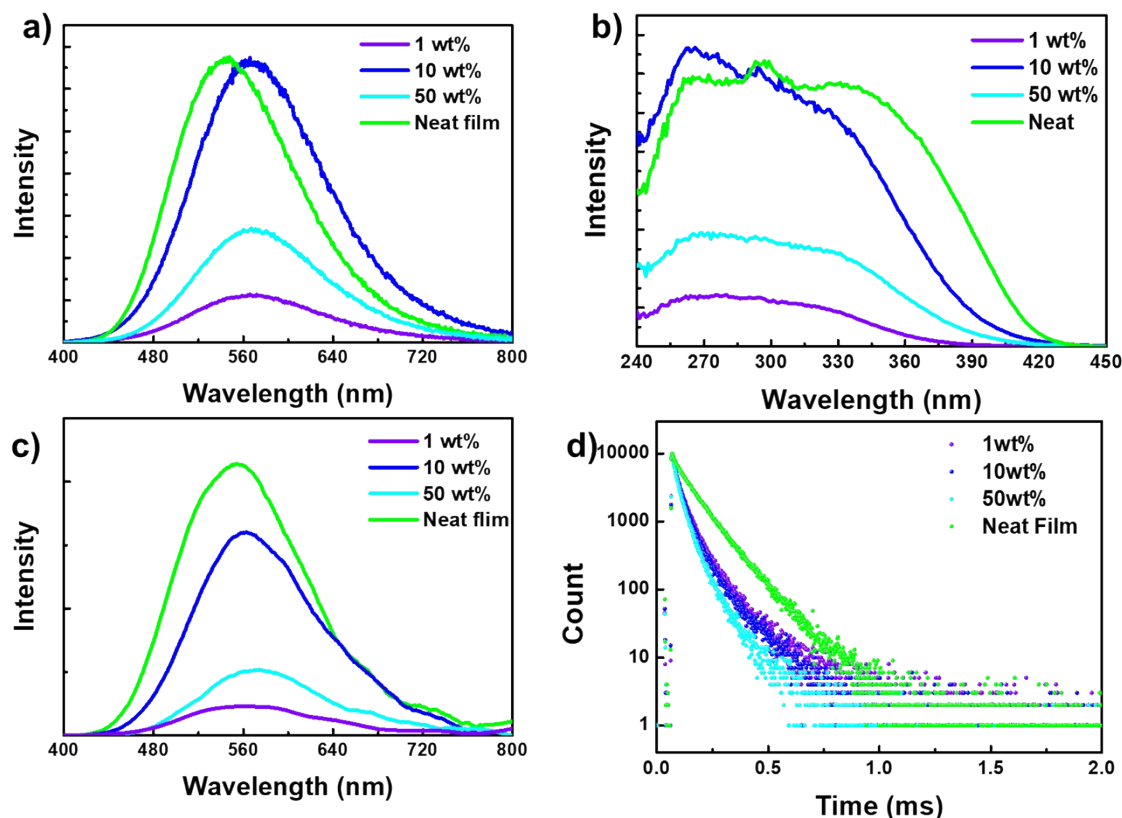 a)
1 wt%
10 wt%
50 wt%
Neat film
Intensity
400 480 560 640 720 800
Wavelength (nm)
b)
1 wt%
10 wt%
50 wt%
Neat
Intensity
240 270 300 330 360 390 420 450
Wavelength (nm)
c)
1 wt%
10 wt%
50 wt%
Neat flim
Intensity
400 480 560 640 720 800
Wavelength (nm)
d)
1wt%
10wt%
50wt%
Neat Film
Count
10000
1000
100
10
1
0.0 0.5 1.0 1.5 2.0
Time (ms)